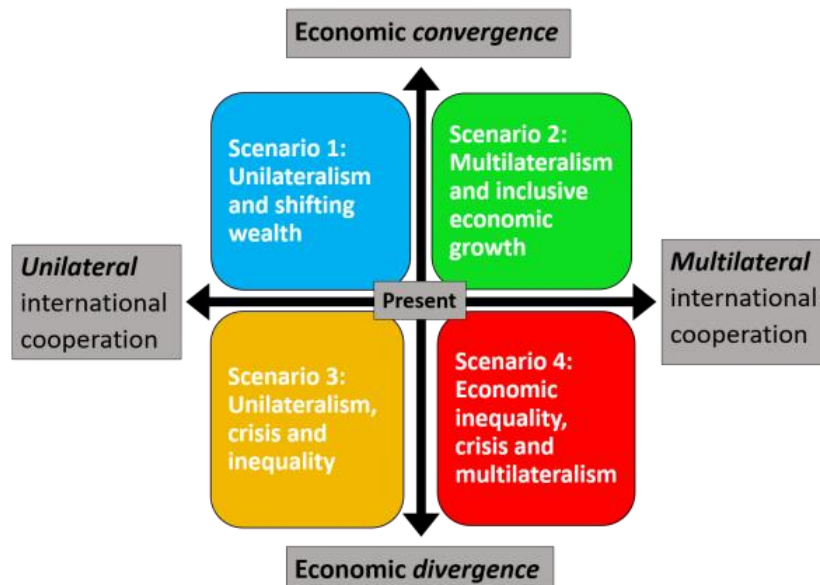 Economic convergence
Scenario 1:
Unilateralism
and shifting
wealth
Scenario 2:
Multilateralism
and inclusive
economic
growth
Unilateral
international
cooperation
Present
Multilateral
international
cooperation
Scenario 3:
Unilateralism,
crisis and
inequality
Scenario 4:
Economic
inequality,
crisis and
multilateralism
Economic divergence